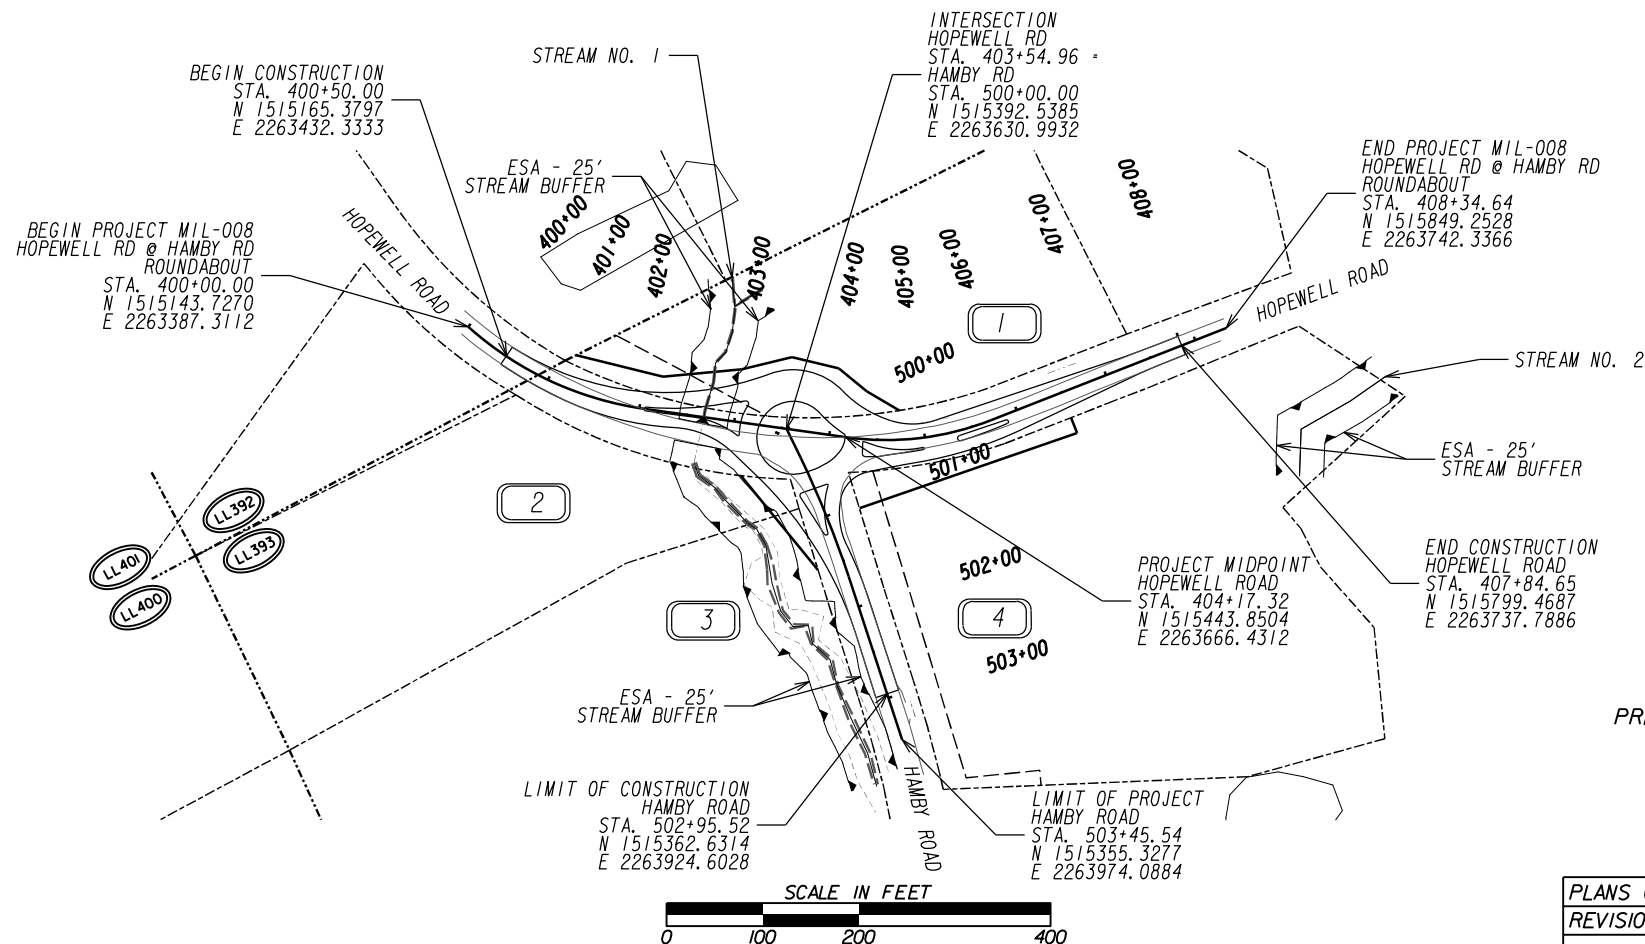 INTERSECTION
HOPEWELL RD
STA. 403+54.96 =
HAMBY RD
STA. 500+00.00
N 1515392.5385
E 2263630.9932
STREAM NO. 1
BEGIN CONSTRUCTION
STA. 400+50.00
N 1515165.3797
E 2263432.3333
END PROJECT MIL-008
HOPEWELL RD @ HAMBY RD
ROUNDABOUT
STA. 408+34.64
N 1515849.2528
E 2263742.3366
ESA - 25'
STREAM BUFFER
BEGIN PROJECT MIL-008
HOPEWELL RD @ HAMBY RD
ROUNDABOUT
STA. 400+00.00
N 1515143.7270
E 2263387.3112
HOPEWELL ROAD
400+00
401+00
402+00
403+00
404+00
405+00
406+00
407+00
408+00
1
HOPEWELL ROAD
500+00
STREAM NO. 2
ESA - 25'
STREAM BUFFER
501+00
2
LL392
LL393
LL401
LL400
502+00
PROJECT MIDPOINT
HOPEWELL ROAD
STA. 404+17.32
N 1515443.8504
E 2263666.4312
END CONSTRUCTION
HOPEWELL ROAD
STA. 407+84.65
N 1515799.4687
E 2263737.7886
3
4
503+00
ESA - 25'
STREAM BUFFER
LIMIT OF CONSTRUCTION
HAMBY ROAD
STA. 502+95.52
N 1515362.6314
E 2263924.6028
HAMBY ROAD
LIMIT OF PROJECT
HAMBY ROAD
STA. 503+45.54
N 1515355.3277
E 2263974.0884
SCALE IN FEET
0 100 200 400
PLANS